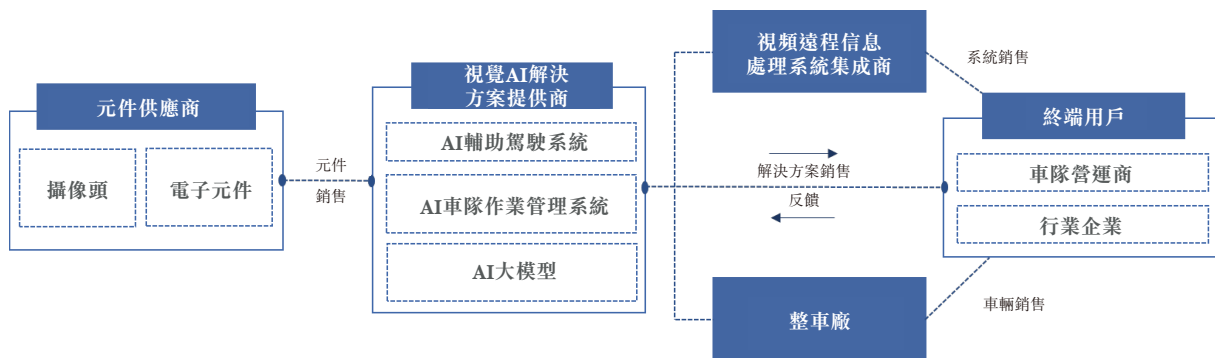 元件供應商
攝像頭
電子元件
元件
銷售
視覺AI解決
方案提供商
AI輔助駕駛系統
AI車隊作業管理系統
AI大模型
視頻遠程信息
處理系統集成商
解決方案銷售
反饋
整車廠
系統銷售
終端用戶
車隊營運商
行業企業
車輛銷售